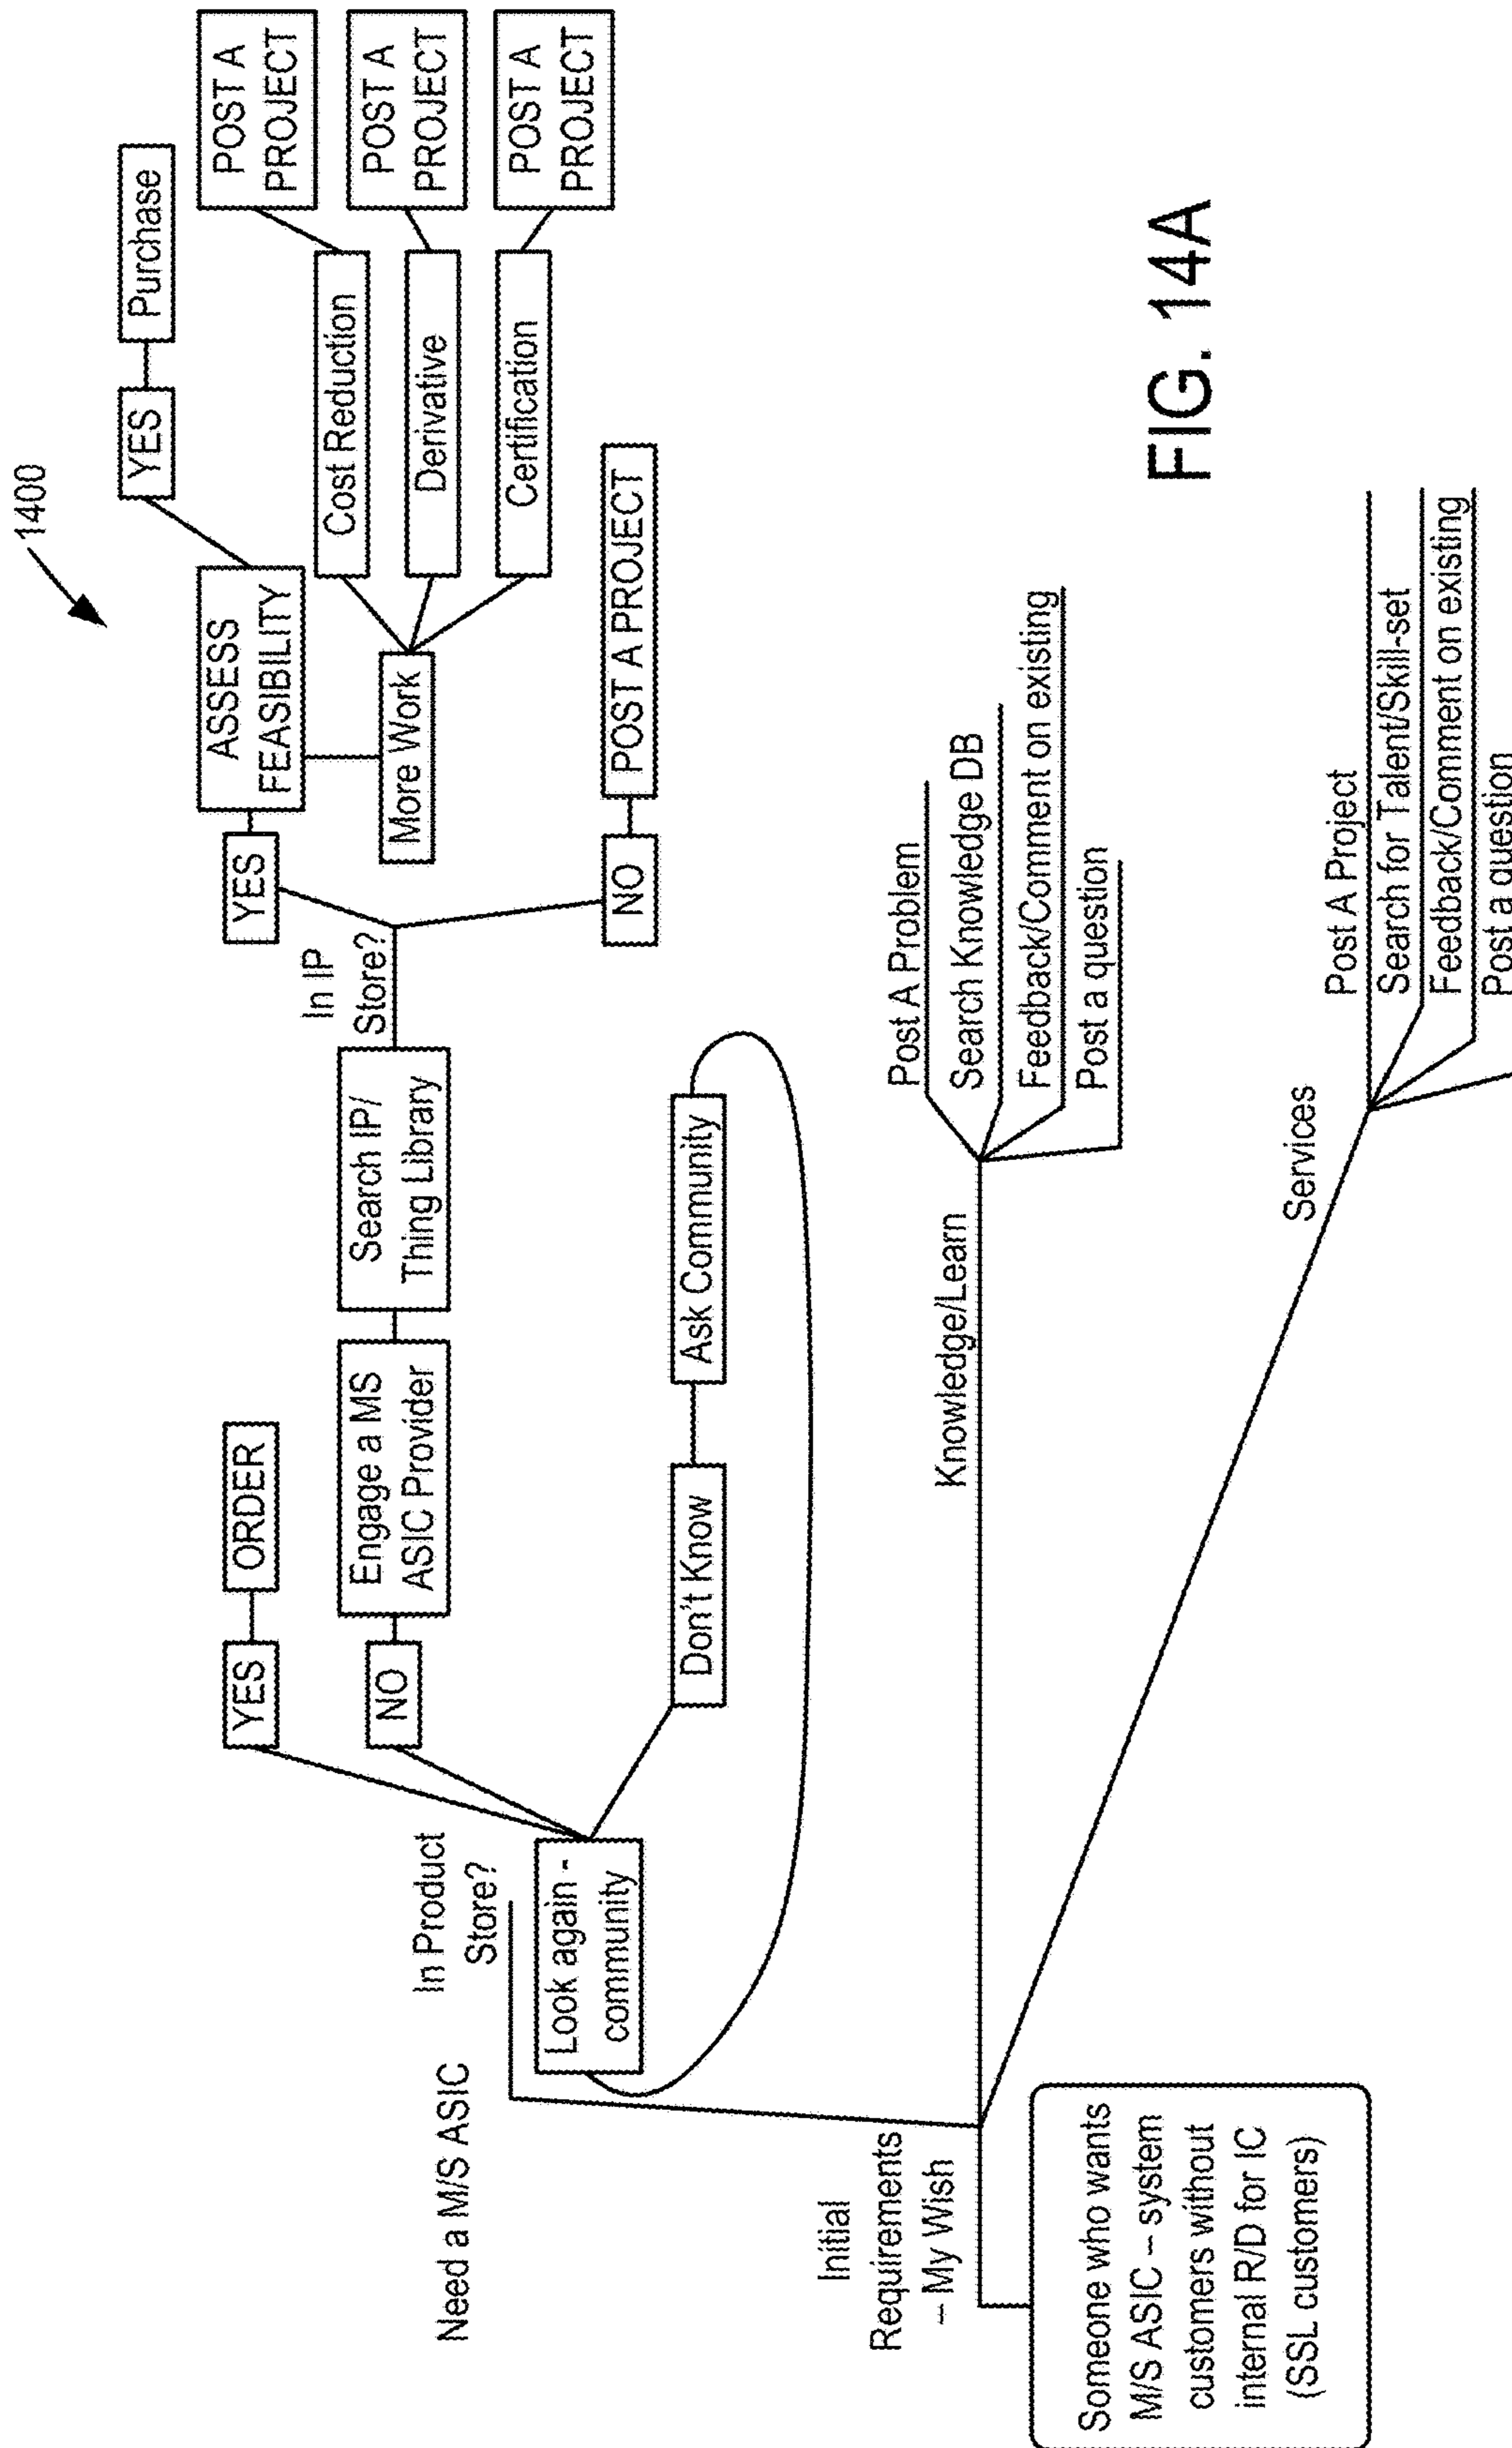 1400
YES
Purchase
ASSESS
FEASIBILITY
YES
More Work
Cost Reduction
Derivative
Certification
POST A
PROJECT
POST A
PROJECT
POST A
PROJECT
NO
POST A PROJECT
In IP
Store?
Search IP/
Thing Library
Engage a MS
ASIC Provider
NO
YES
ORDER
In Product
Store?
Look again -
community
Don't Know
Ask Community
Need a M/S ASIC
Initial
Requirements
– My Wish
Someone who wants
M/S ASIC – system
customers without
internal R/D for IC
(SSL customers)
Knowledge/Learn
Post A Problem
Search Knowledge DB
Feedback/Comment on existing
Post a question
Services
Post A Project
Search for Talent/Skill-set
Feedback/Comment on existing
Post a question
FIG. 14A